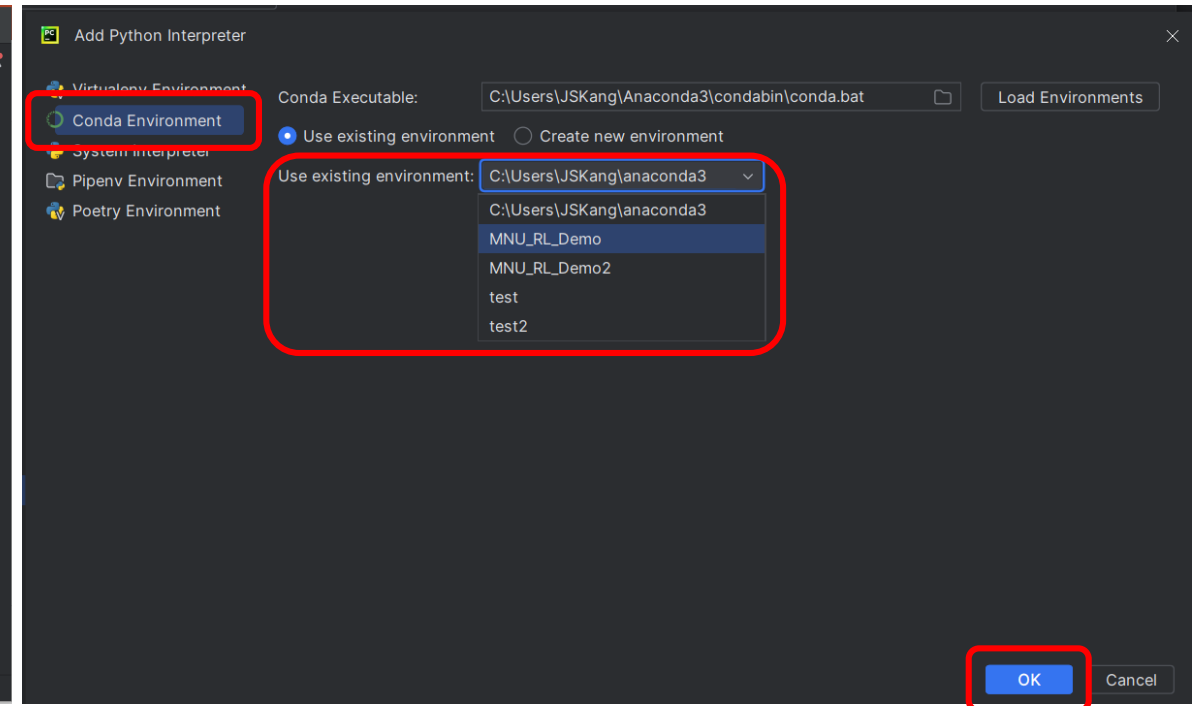 PC Add Python Interpreter
Virtualenv Environment
Conda Environment
System Interpreter
Pipenv Environment
Poetry Environment
Conda Executable: C:\Users\JSKang\Anaconda3\condabin\conda.bat Load Environments
Use existing environment Create new environment
Use existing environment: C:\Users\JSKang\anaconda3
C:\Users\JSKang\anaconda3
MNU_RL_Demo
MNU_RL_Demo2
test
test2
OK Cancel